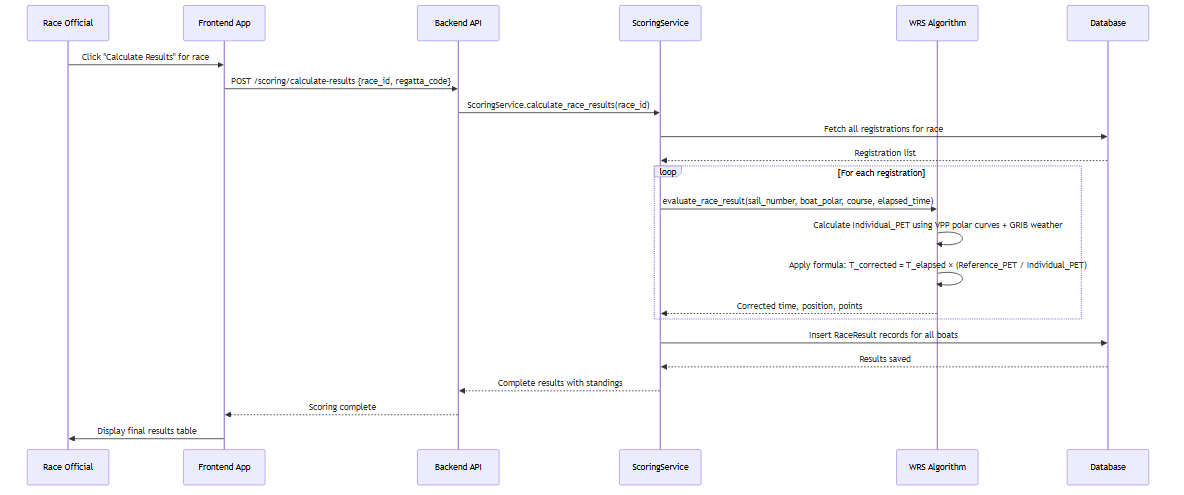 Race Official
Frontend App
Backend API
ScoringService
WRS Algorithm
Database
Click "Calculate Results" for race
POST /scoring/calculate-results {race_id, regatta_code}
ScoringService.calculate_race_results(race_id)
Fetch all registrations for race
Registration list
loop
[For each registration]
evaluate_race_result(sail_number, boat_polar, course, elapsed_time)
Calculate Individual_PET using VPP polar curves + GRIB weather
Apply formula: T_corrected = T_elapsed × (Reference_PET / Individual_PET)
Corrected time, position, points
Insert RaceResult records for all boats
Results saved
Complete results with standings
Scoring complete
Display final results table
Race Official
Frontend App
Backend API
ScoringService
WRS Algorithm
Database